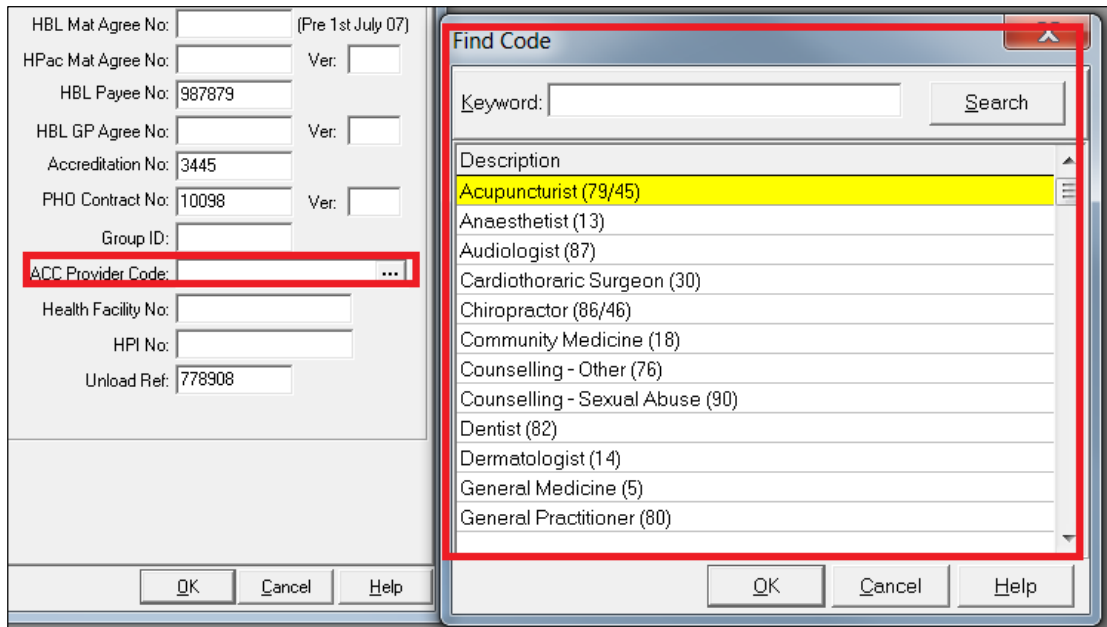 HBL Mat Agree No: (Pre 1st July 07)
HPac Mat Agree No: Ver:
HBL Payee No: 987879
HBL GP Agree No: Ver:
Accreditation No: 3445
PHO Contract No: 10098 Ver:
Group ID:
ACC Provider Code: ...
Health Facility No:
HPI No:
Unload Ref: 778908
OK Cancel Help
Find Code
Keyword: Search
Description
Acupuncturist (79/45)
Anaesthetist (13)
Audiologist (87)
Cardiothoraric Surgeon (30)
Chiropractor (86/46)
Community Medicine (18)
Counselling - Other (76)
Counselling - Sexual Abuse (90)
Dentist (82)
Dermatologist (14)
General Medicine (5)
General Practitioner (80)
OK Cancel Help